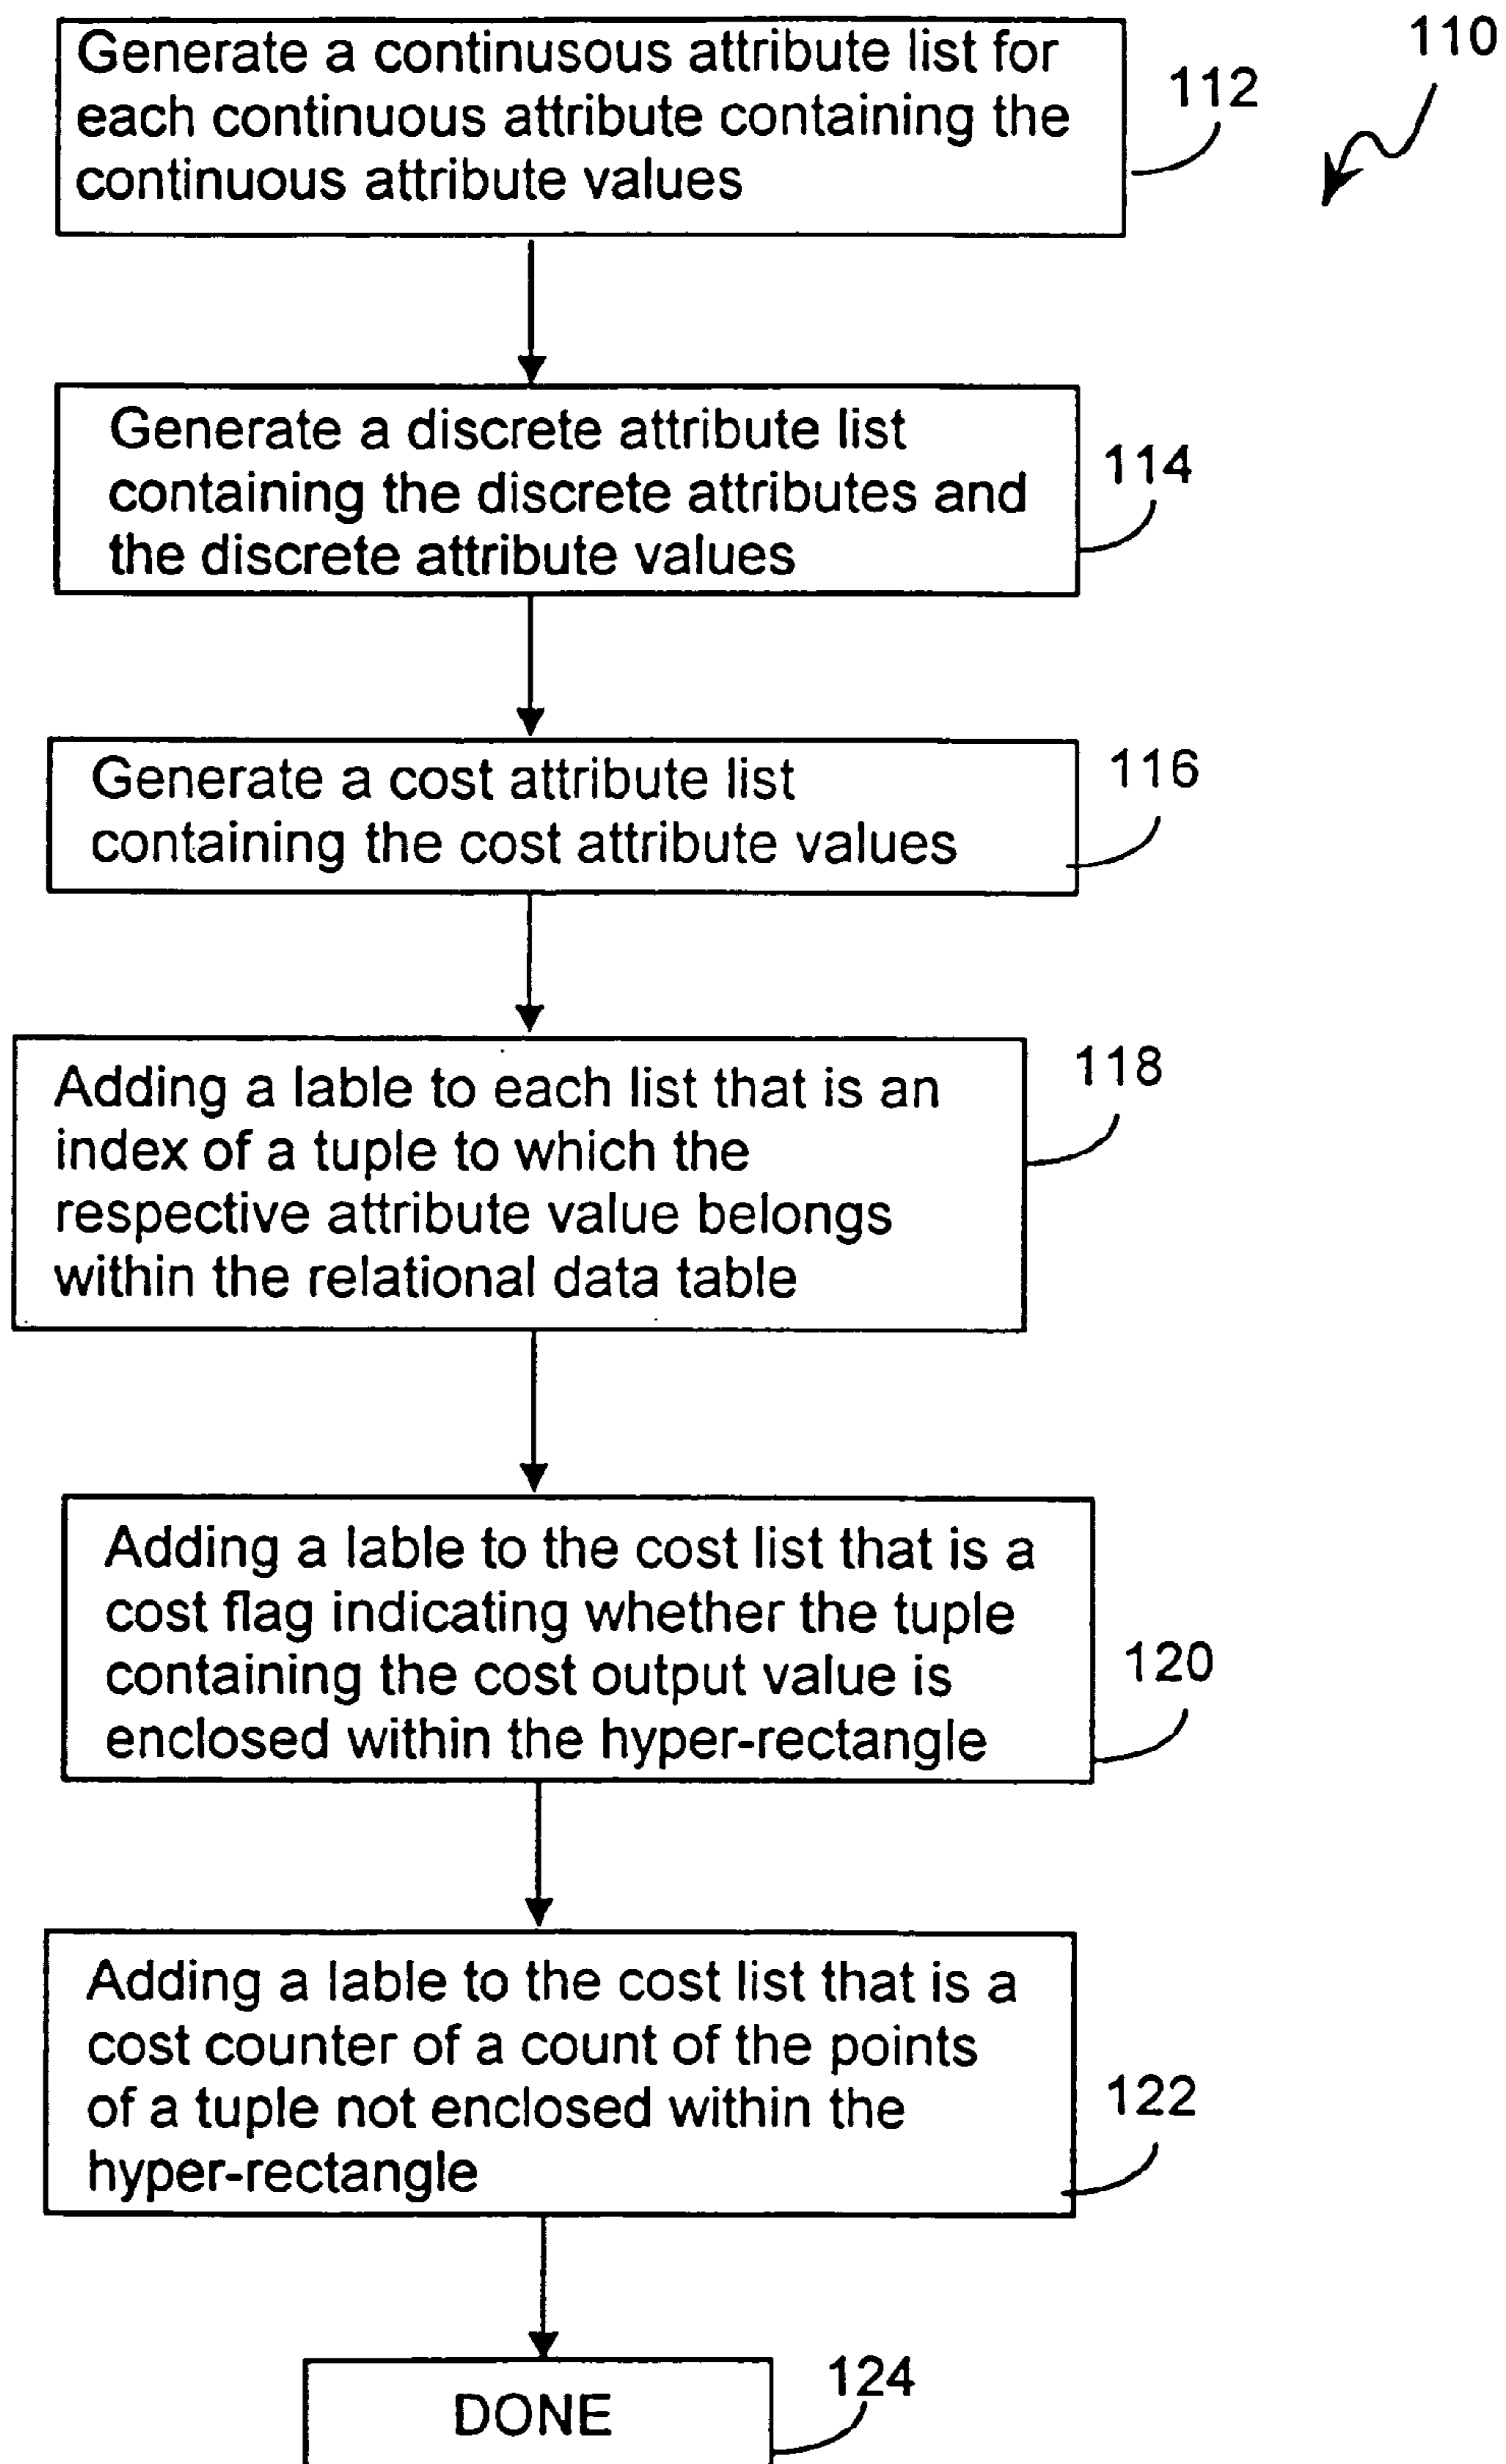 Generate a continusous attribute list for
each continuous attribute containing the
continuous attribute values
112
110
Generate a discrete attribute list
containing the discrete attributes and
the discrete attribute values
114
Generate a cost attribute list
containing the cost attribute values
116
Adding a lable to each list that is an
index of a tuple to which the
respective attribute value belongs
within the relational data table
118
Adding a lable to the cost list that is a
cost flag indicating whether the tuple
containing the cost output value is
enclosed within the hyper-rectangle
120
Adding a lable to the cost list that is a
cost counter of a count of the points
of a tuple not enclosed within the
hyper-rectangle
122
DONE
124